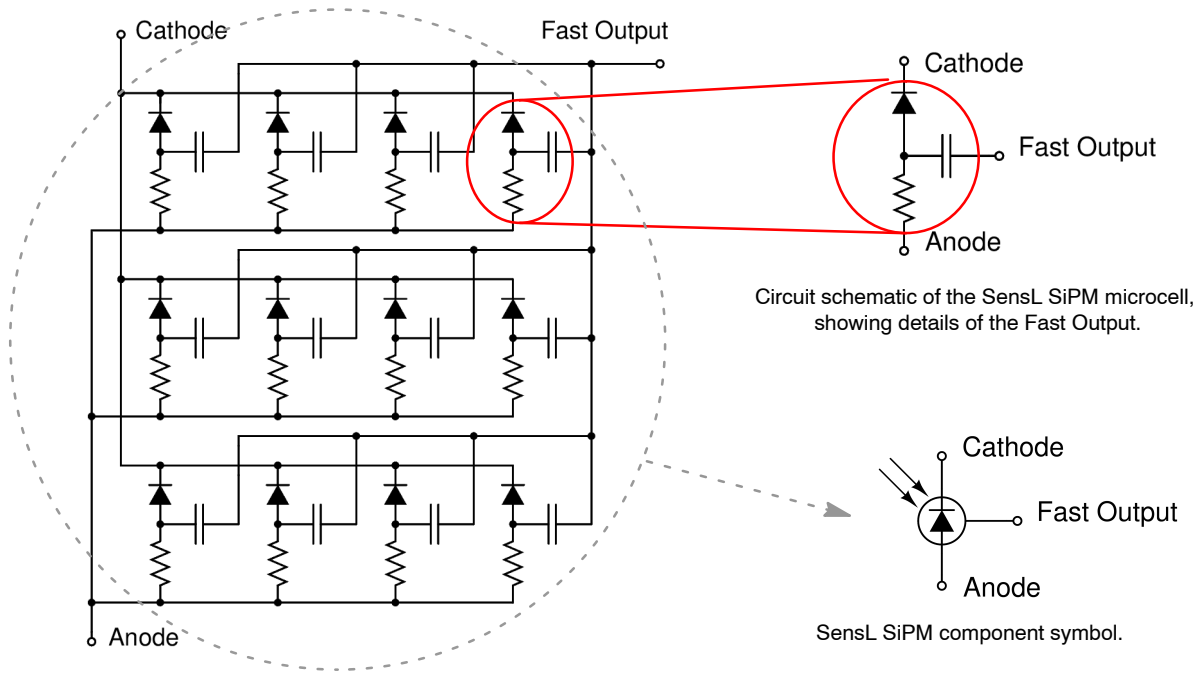 Cathode
Fast Output
Cathode
Fast Output
Anode
Circuit schematic of the SensL SiPM microcell,
showing details of the Fast Output.
Cathode
Fast Output
Anode
SensL SiPM component symbol.
Anode